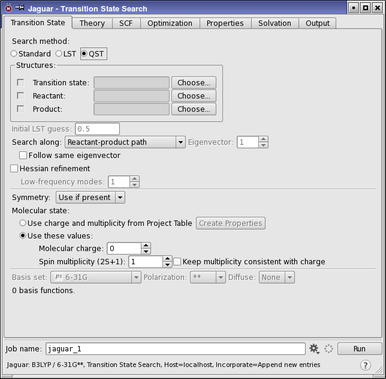 Jaguar - Transition State Search
Transition State Theory SCF Optimization Properties Solvation Output
Search method:
Standard LST QST
Structures:
Transition state: Choose...
Reactant: Choose...
Product: Choose...
Initial LST guess: 0.5
Search along: Reactant-product path Eigenvector: 1
Follow same eigenvector
Hessian refinement
Low-frequency modes: 1
Symmetry: Use if present
Molecular state:
Use charge and multiplicity from Project Table Create Properties
Use these values:
Molecular charge: 0
Spin multiplicity (2S+1): 1 Keep multiplicity consistent with charge
Basis set: 6-31G Polarization: ** Diffuse: None
0 basis functions.
Job name: jaguar_1 Run
Jaguar: B3LYP / 6-31G**, Transition State Search, Host=localhost, Incorporate=Append new entries ?